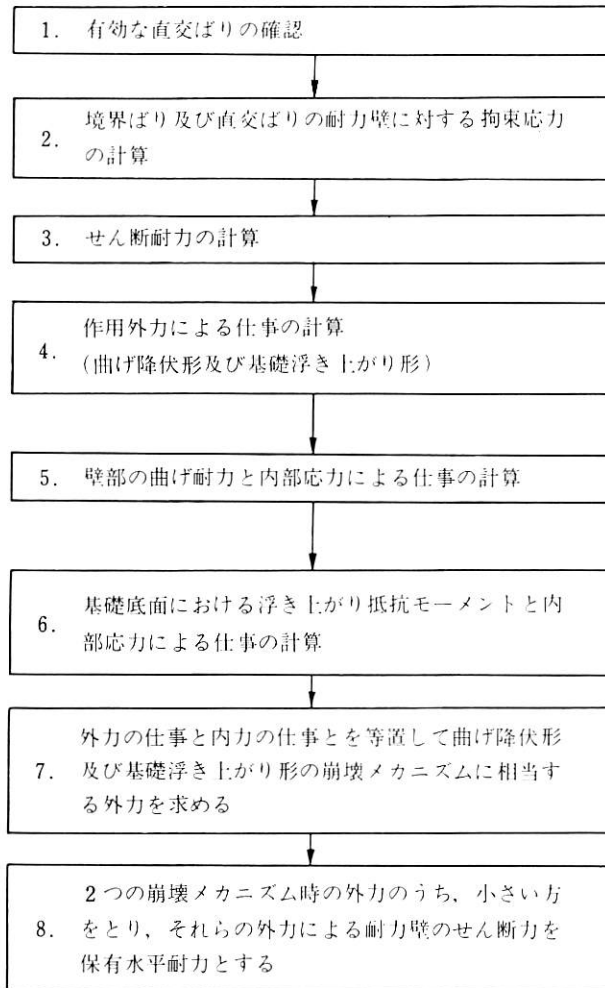 1. 有効な直交ばりの確認
2. 境界ばり及び直交ばりの耐力壁に対する拘束応力
の計算
3. せん断耐力の計算
4. 作用外力による仕事の計算
(曲げ降伏形及び基礎浮き上がり形)
5. 壁部の曲げ耐力と内部応力による仕事の計算
6. 基礎底面における浮き上がり抵抗モーメントと内
部応力による仕事の計算
7. 外力の仕事と内力の仕事とを等置して曲げ降伏形
及び基礎浮き上がり形の崩壊メカニズムに相当す
る外力を求める
8. 2つの崩壊メカニズム時の外力のうち,小さい方
をとり,それらの外力による耐力壁のせん断力を
保有水平耐力とする